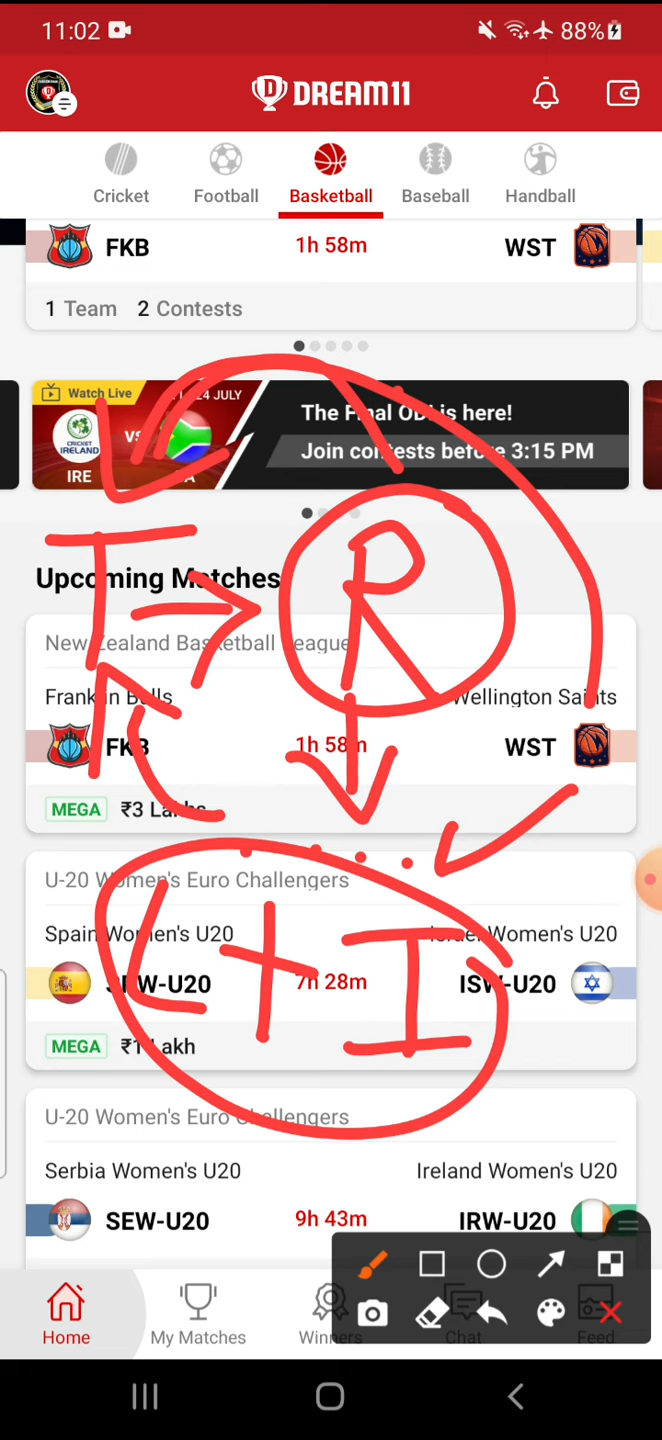 11:02 88%
DREAM11
Cricket Football Basketball Baseball Handball
FKB 1h 58m WST
1 Team 2 Contests
Watch Live 24 JULY
The Final ODI is here!
VS
CRICKET IRELAND
Join contests before 3:15 PM
IRE
T → R
Upcoming Matches
New Zealand Basketball League
Franklin Bulls Wellington Saints
FKB 1h 58m WST
MEGA ₹3 Lakhs
U-20 Women's Euro Challengers
Spain Women's U20 Israel Women's U20
L + I
7h 28m ISW-U20
MEGA ₹1 Lakh
U-20 Women's Euro Challengers
Serbia Women's U20 Ireland Women's U20
SEW-U20 9h 43m IRW-U20
Home My Matches Winners Chat Feed